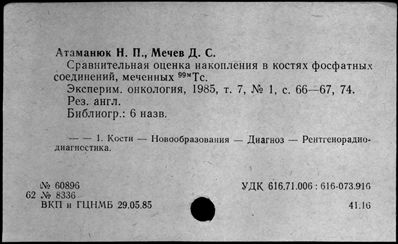 Атаманюк Н. П., Мечев Д. С.
Сравнительная оценка накопления в костях фосфатных
соединений, меченных ⁹⁹ᵐТс.
Эксперим. онкология, 1985, т. 7, № 1, с. 66—67, 74.
Рез. англ.
Библиогр.: 6 назв.
— — 1. Кости — Новообразования — Диагноз — Рентгенорадио-
диагностика.
№ 60896 УДК 616.71.006 : 616-073.916
62 № 8336
ВКП и ГЦНМБ 29.05.85 41.16